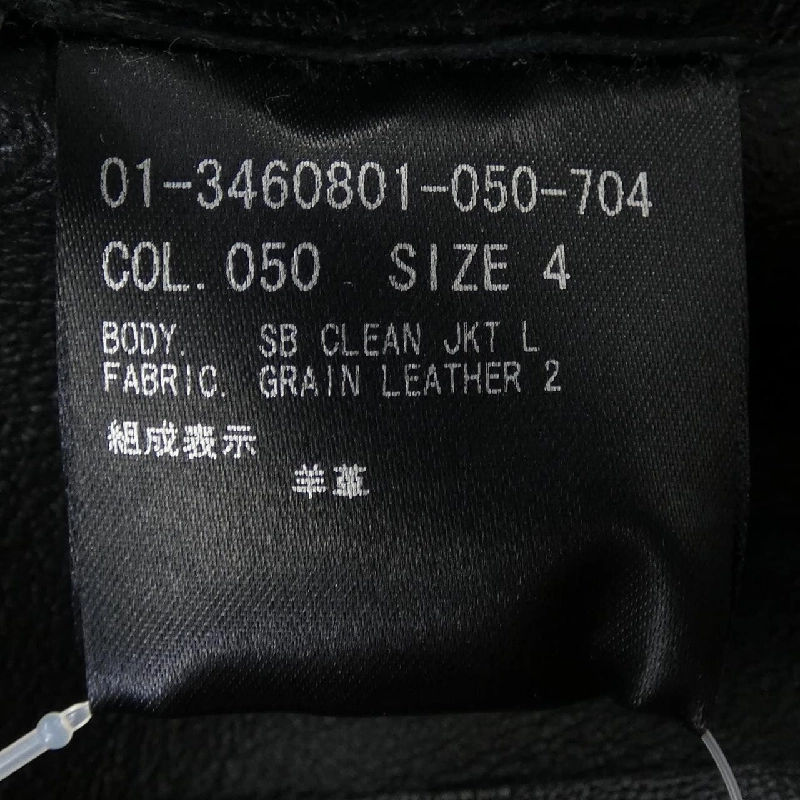 01-3460801-050-704
COL. 050 SIZE 4
BODY. SB CLEAN JKT L
FABRIC. GRAIN LEATHER 2
組成表示
羊革